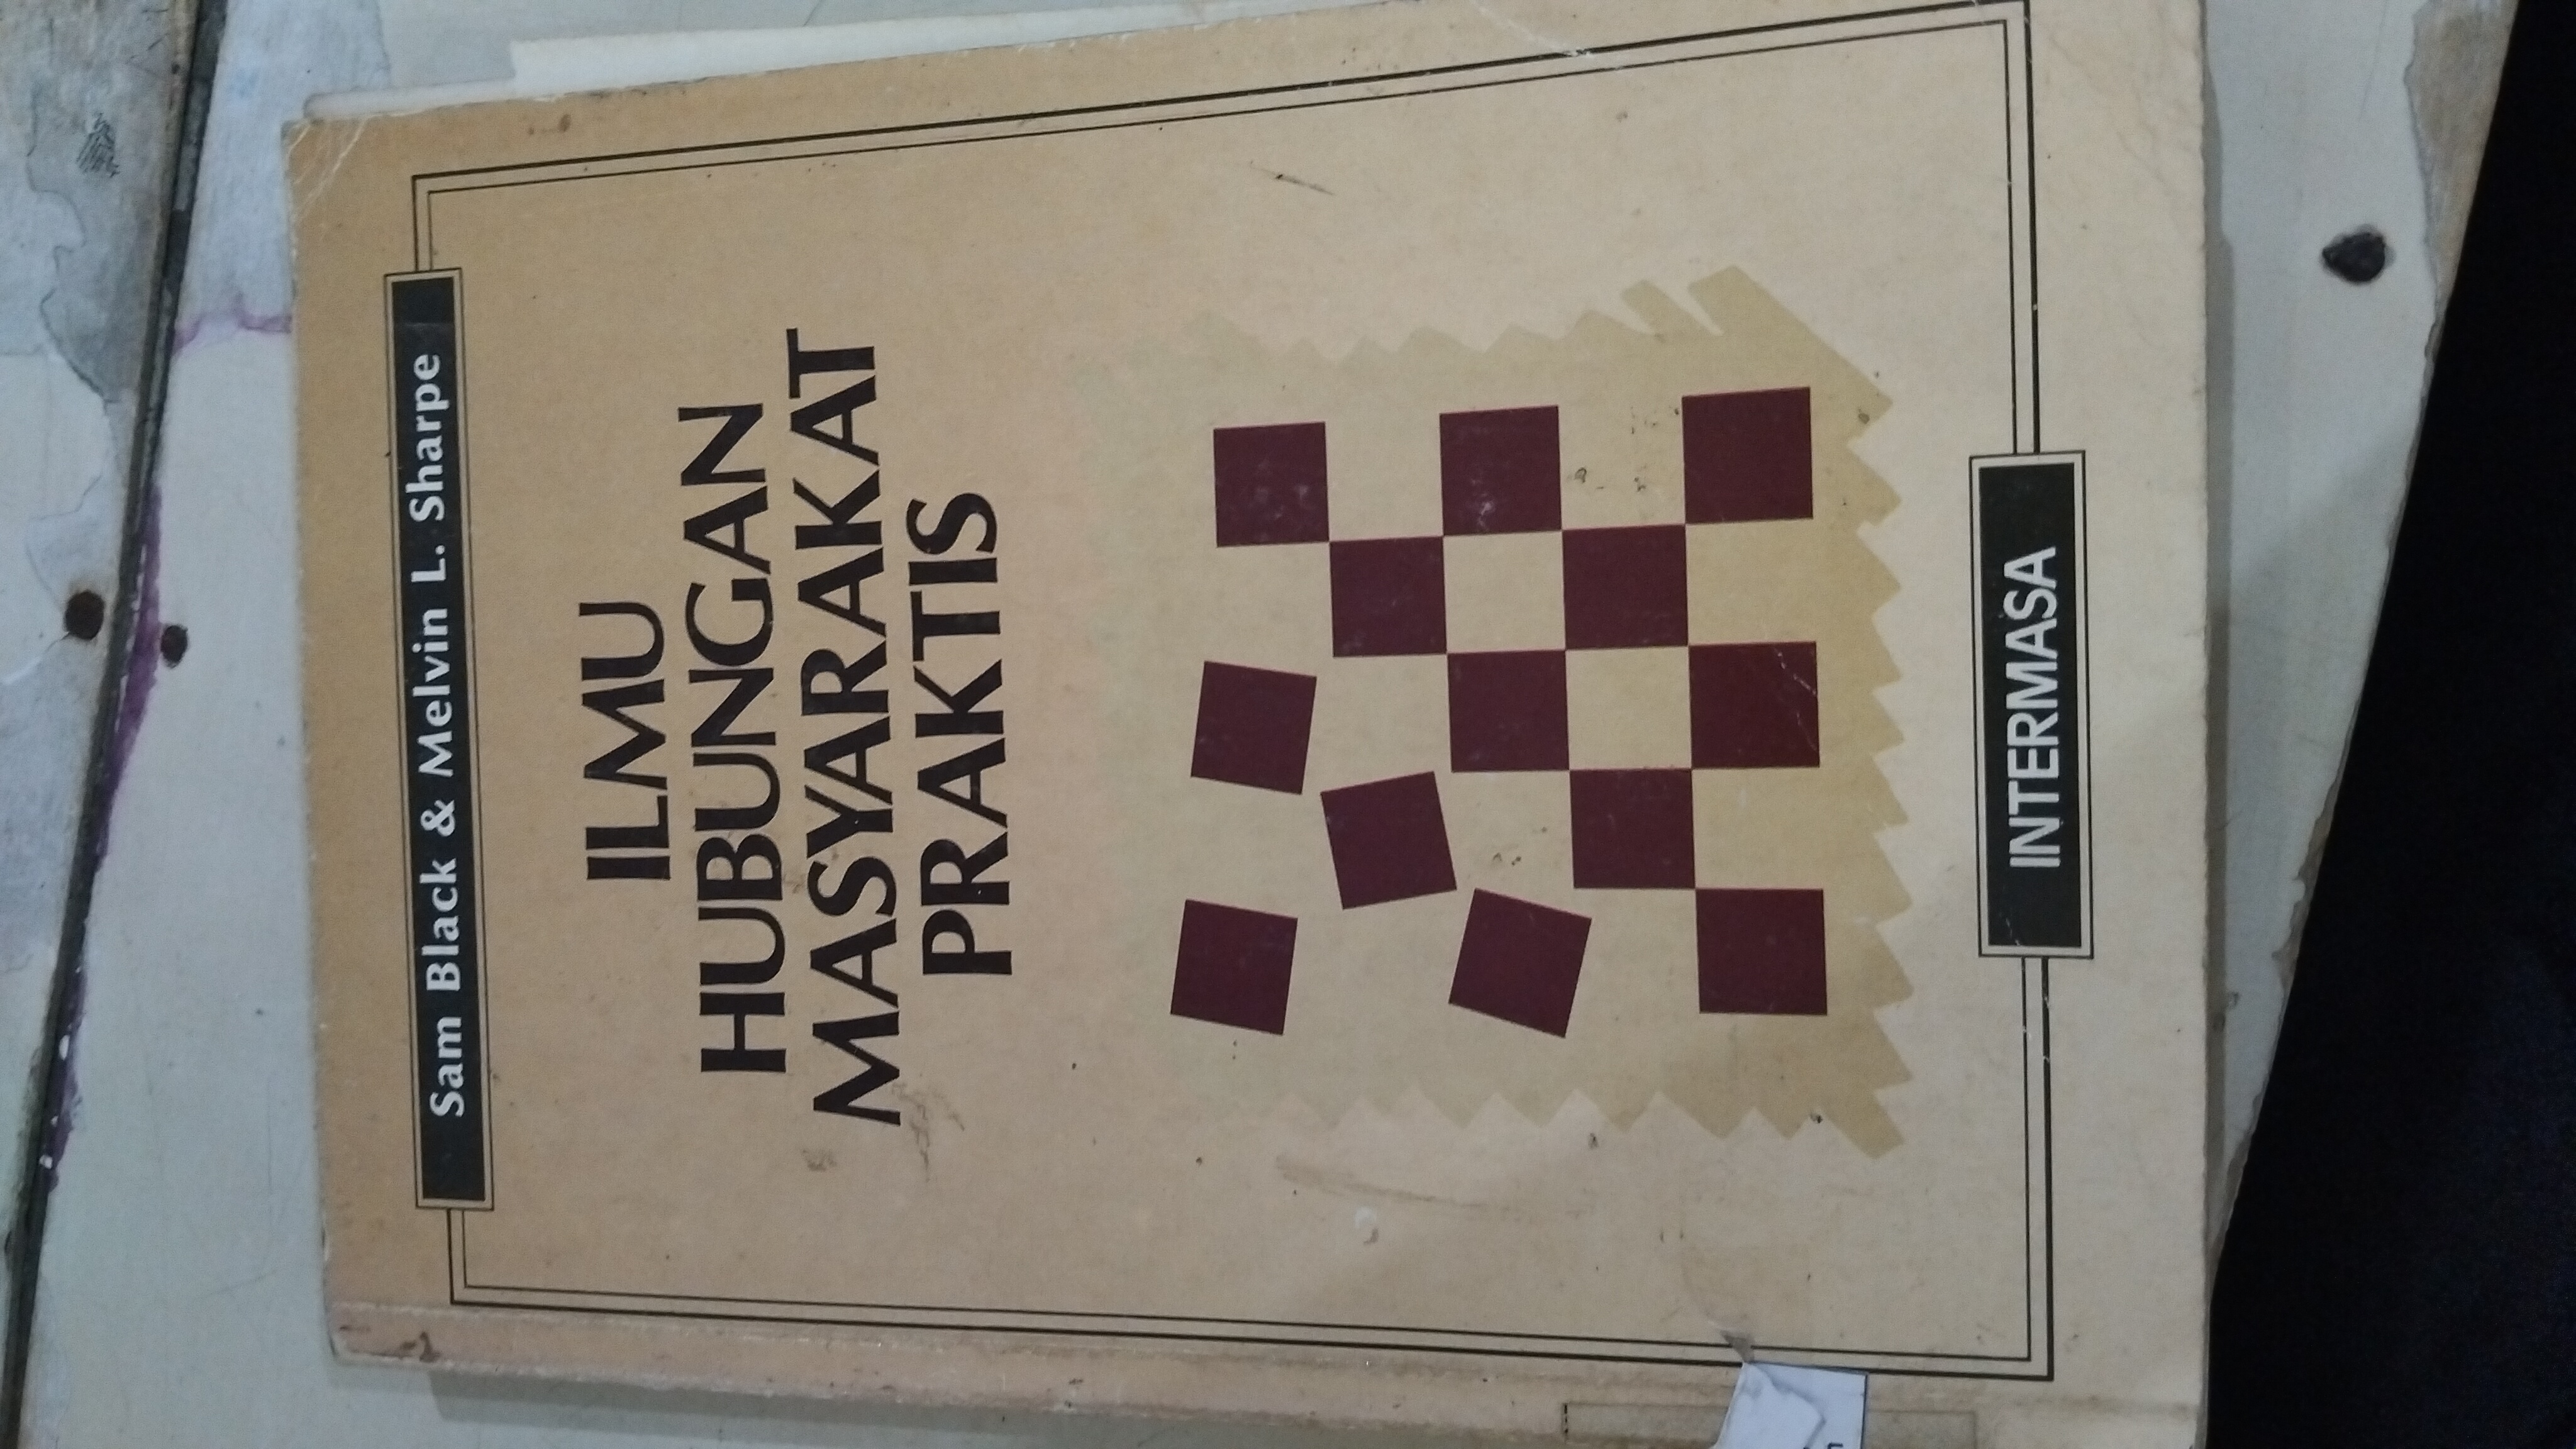 Sam Black & Melvin L. Sharpe
ILMU
HUBUNGAN
MASYARAKAT
PRAKTIS
INTERMASA